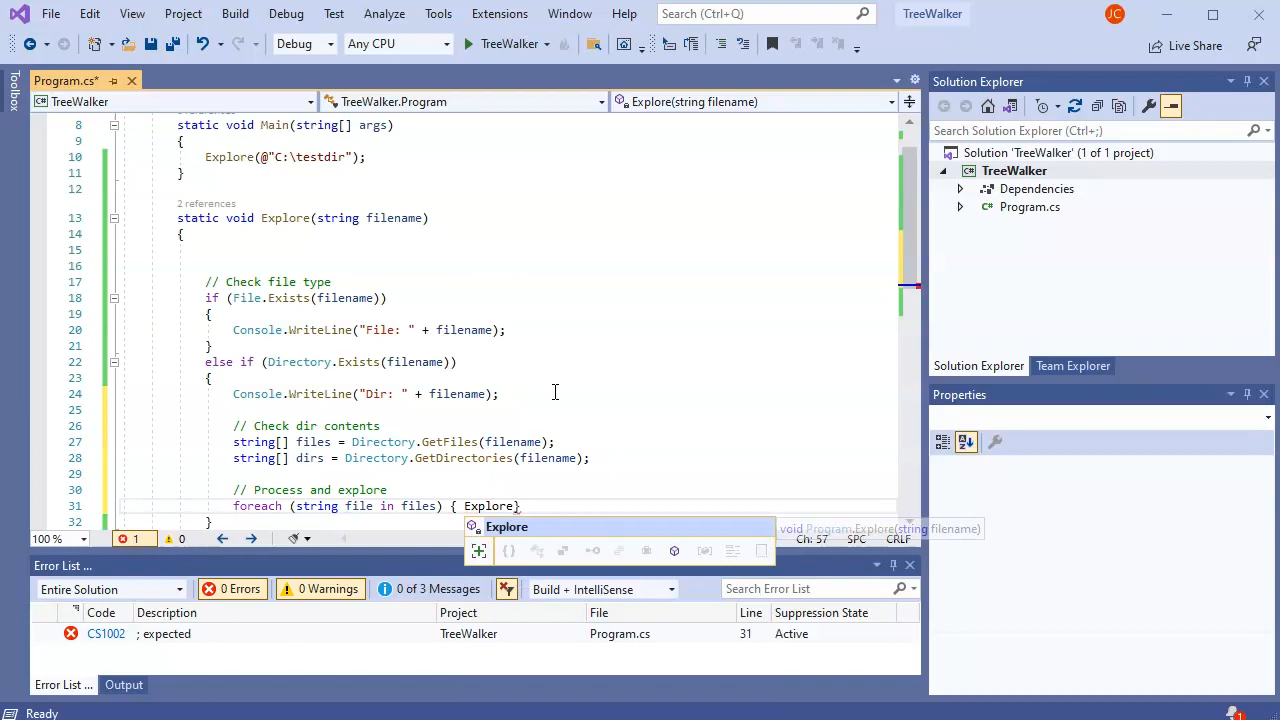 File Edit View Project Build Debug Test Analyze Tools Extensions Window Help Search (Ctrl+Q) TreeWalker JC
Debug Any CPU TreeWalker Live Share
Toolbox
Program.cs*
TreeWalker TreeWalker.Program Explore(string filename)
8 static void Main(string[] args)
9 {
10 Explore(@"C:\testdir");
11 }
12
2 references
13 static void Explore(string filename)
14 {
15
16
17 // Check file type
18 if (File.Exists(filename))
19 {
20 Console.WriteLine("File: " + filename);
21 }
22 else if (Directory.Exists(filename))
23 {
24 Console.WriteLine("Dir: " + filename);
25
26 // Check dir contents
27 string[] files = Directory.GetFiles(filename);
28 string[] dirs = Directory.GetDirectories(filename);
29
30 // Process and explore
31 foreach (string file in files) { Explore}
32 }
Explore
void Program.Explore(string filename)
100 % 1 0 Ch: 57 SPC CRLF
Error List ...
Entire Solution 0 Errors 0 Warnings 0 of 3 Messages Build + IntelliSense Search Error List
Code Description Project File Line Suppression State
CS1002 ; expected TreeWalker Program.cs 31 Active
Error List ... Output
Ready 1
Solution Explorer
Search Solution Explorer (Ctrl+;)
Solution 'TreeWalker' (1 of 1 project)
C# TreeWalker
Dependencies
C# Program.cs
Solution Explorer Team Explorer
Properties